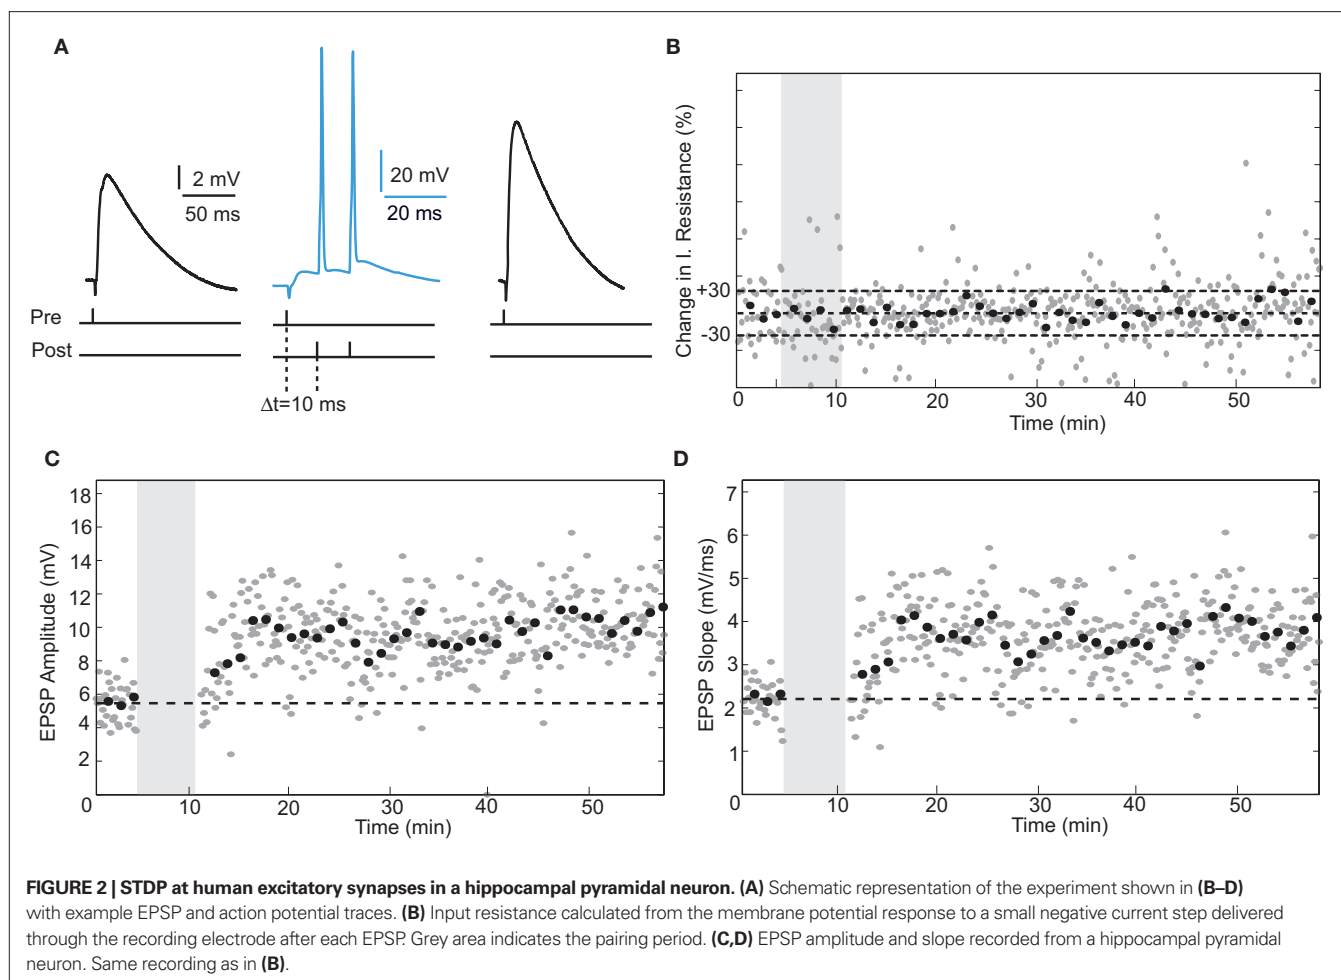 A
2 mV
50 ms
20 mV
20 ms
Pre
Post
Δt=10 ms
B
Change in I. Resistance (%)
+30
-30
0 10 20 30 40 50
Time (min)
C
EPSP Amplitude (mV)
18
16
14
12
10
8
6
4
2
0 10 20 30 40 50
Time (min)
D
EPSP Slope (mV/ms)
7
6
5
4
3
2
1
0 10 20 30 40 50
Time (min)
FIGURE 2 | STDP at human excitatory synapses in a hippocampal pyramidal neuron. (A) Schematic representation of the experiment shown in (B–D)
with example EPSP and action potential traces. (B) Input resistance calculated from the membrane potential response to a small negative current step delivered
through the recording electrode after each EPSP. Grey area indicates the pairing period. (C,D) EPSP amplitude and slope recorded from a hippocampal pyramidal
neuron. Same recording as in (B).